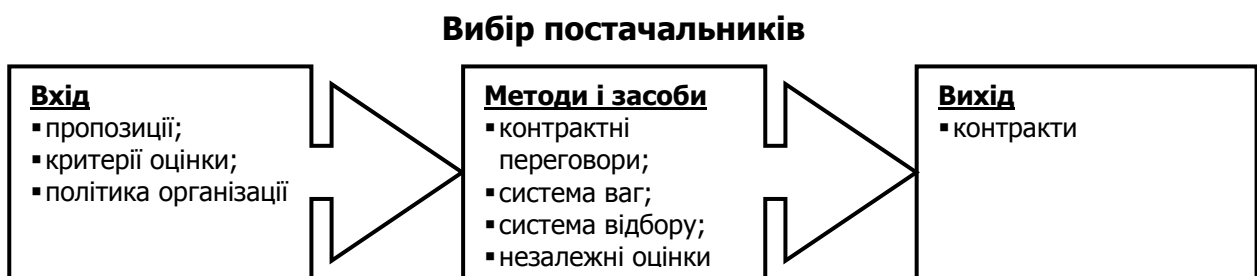 Вибір постачальників
Вхід
▪пропозиції;
▪критерії оцінки;
▪політика організації
Методи і засоби
▪контрактні
переговори;
▪система ваг;
▪система відбору;
▪незалежні оцінки
Вихід
▪контракти